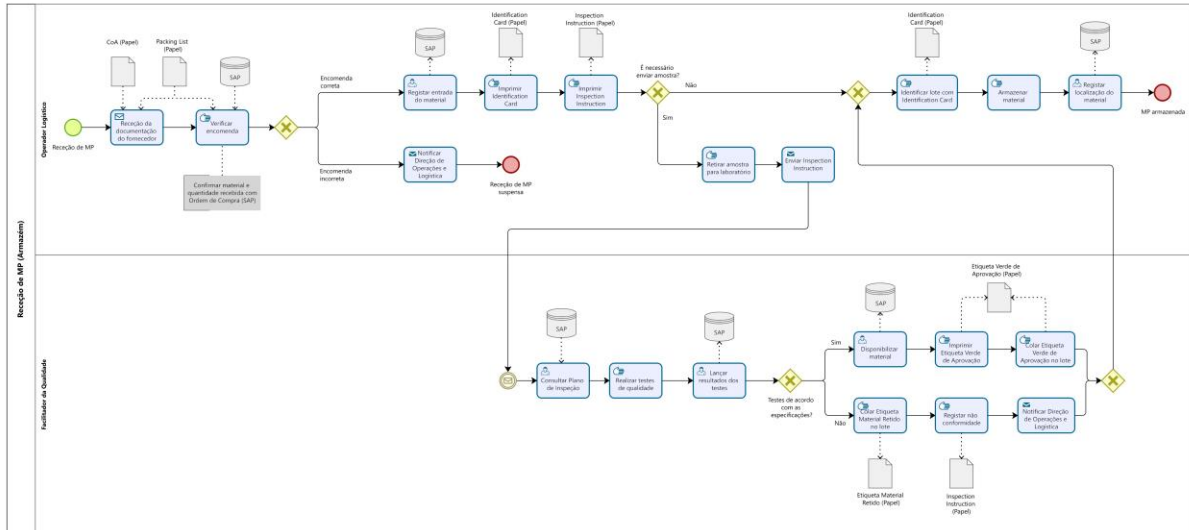 Receção de MP (Armazém)
Operador Logístico
Receção de MP
CoA (Papel)
Packing List
(Papel)
SAP
Receção da
documentação
do fornecedor
Verificar
encomenda
Confirmar material e
quantidade recebida com
Ordem de Compra (SAP)
Encomenda
correta
Encomenda
incorreta
SAP
Registar entrada
do material
Identification
Card (Papel)
Imprimir
Identification
Card
Inspection
Instruction (Papel)
Imprimir
Inspection
Instruction
Notificar
Direção de
Operações e
Logística
Receção de MP
suspensa
É necessário
enviar amostra?
Não
Sim
Retirar amostra
para laboratório
Enviar Inspection
Instruction
Identification
Card (Papel)
Identificar lote com
Identification Card
Armazenar
material
SAP
Registar
localização do
material
MP armazenada
Facilitador da Qualidade
SAP
Consultar Plano
de Inspeção
Realizar testes
de qualidade
SAP
Lançar
resultados dos
testes
Testes de acordo
com as
especificações?
Sim
Não
SAP
Disponibilizar
material
Etiqueta Verde de
Aprovação (Papel)
Imprimir
Etiqueta Verde
de Aprovação
Colar Etiqueta
Verde de
Aprovação no lote
Colar Etiqueta
Material Retido
no lote
Registar não
conformidade
Notificar Direção
de Operações e
Logística
Etiqueta Material
Retido (Papel)
Inspection
Instruction
(Papel)